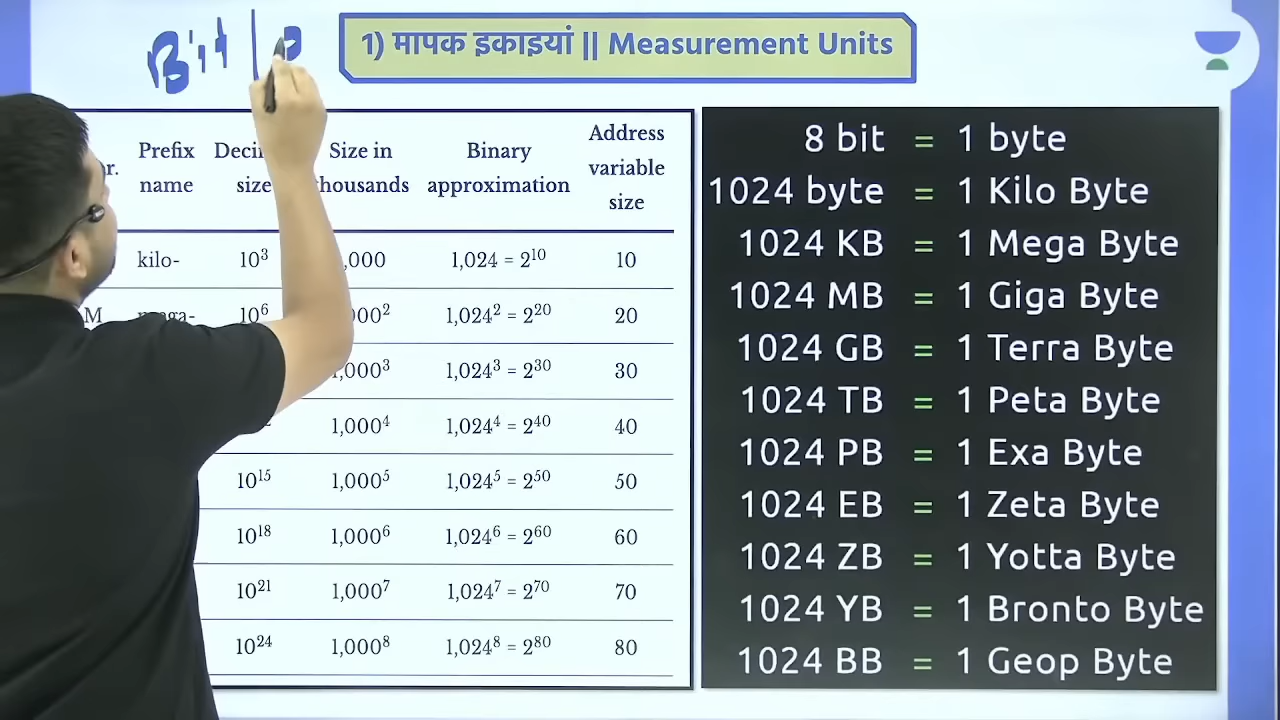 Bit
1) मापक इकाइयां || Measurement Units
Prefix name
Size in
Binary approximation
Address variable size
kilo- 10³ 1,024 = 2¹⁰ 10
M 10⁶ 1,024² = 2²⁰ 20
1,024³ = 2³⁰ 30
1,000⁴ 1,024⁴ = 2⁴⁰ 40
10¹⁵ 1,000⁵ 1,024⁵ = 2⁵⁰ 50
10¹⁸ 1,000⁶ 1,024⁶ = 2⁶⁰ 60
10²¹ 1,000⁷ 1,024⁷ = 2⁷⁰ 70
10²⁴ 1,000⁸ 1,024⁸ = 2⁸⁰ 80
8 bit = 1 byte
1024 byte = 1 Kilo Byte
1024 KB = 1 Mega Byte
1024 MB = 1 Giga Byte
1024 GB = 1 Terra Byte
1024 TB = 1 Peta Byte
1024 PB = 1 Exa Byte
1024 EB = 1 Zeta Byte
1024 ZB = 1 Yotta Byte
1024 YB = 1 Bronto Byte
1024 BB = 1 Geop Byte